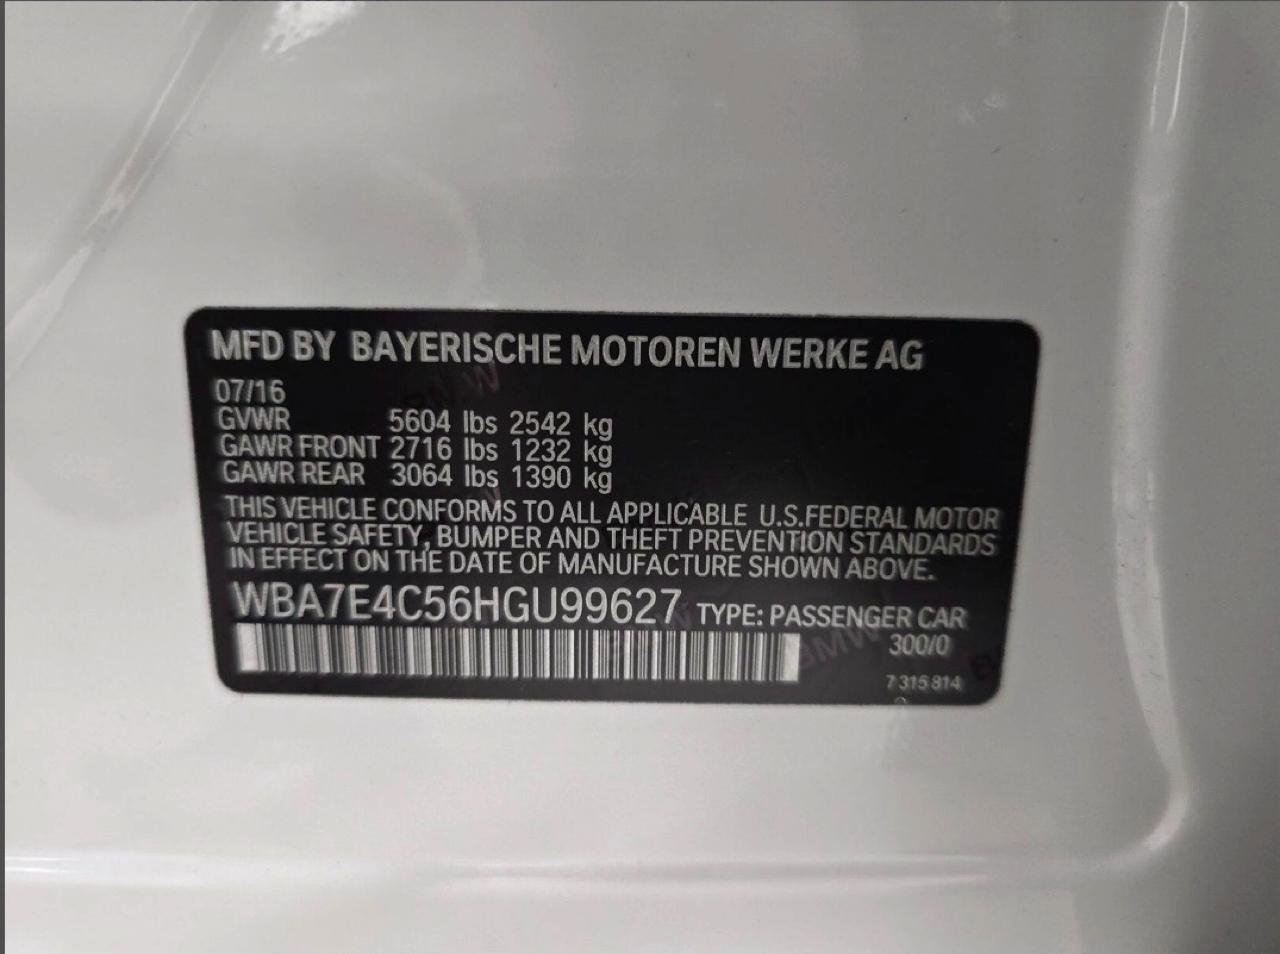 MFD BY BAYERISCHE MOTOREN WERKE AG
07/16
GVWR 5604 lbs 2542 kg
GAWR FRONT 2716 lbs 1232 kg
GAWR REAR 3064 lbs 1390 kg
THIS VEHICLE CONFORMS TO ALL APPLICABLE U.S.FEDERAL MOTOR
VEHICLE SAFETY, BUMPER AND THEFT PREVENTION STANDARDS
IN EFFECT ON THE DATE OF MANUFACTURE SHOWN ABOVE.
WBA7E4C56HGU99627 TYPE: PASSENGER CAR
300/0
BMW
7 315 814